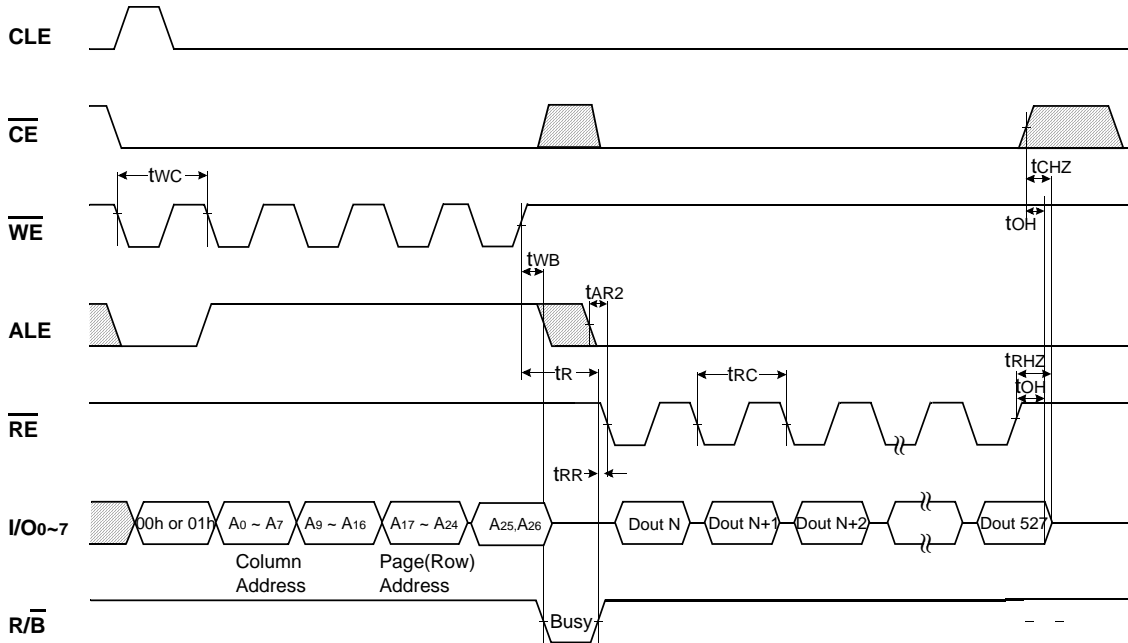 CLE
CE
tCHZ
tWC
WE
tOH
tWB
tAR2
ALE
tR
tRC
tRHZ
tOH
RE
tRR
I/O0~7
00h or 01h
A0 ~ A7
A9 ~ A16
A17 ~ A24
A25,A26
Dout N
Dout N+1
Dout N+2
Dout 527
Column
Address
Page(Row)
Address
R/B
Busy